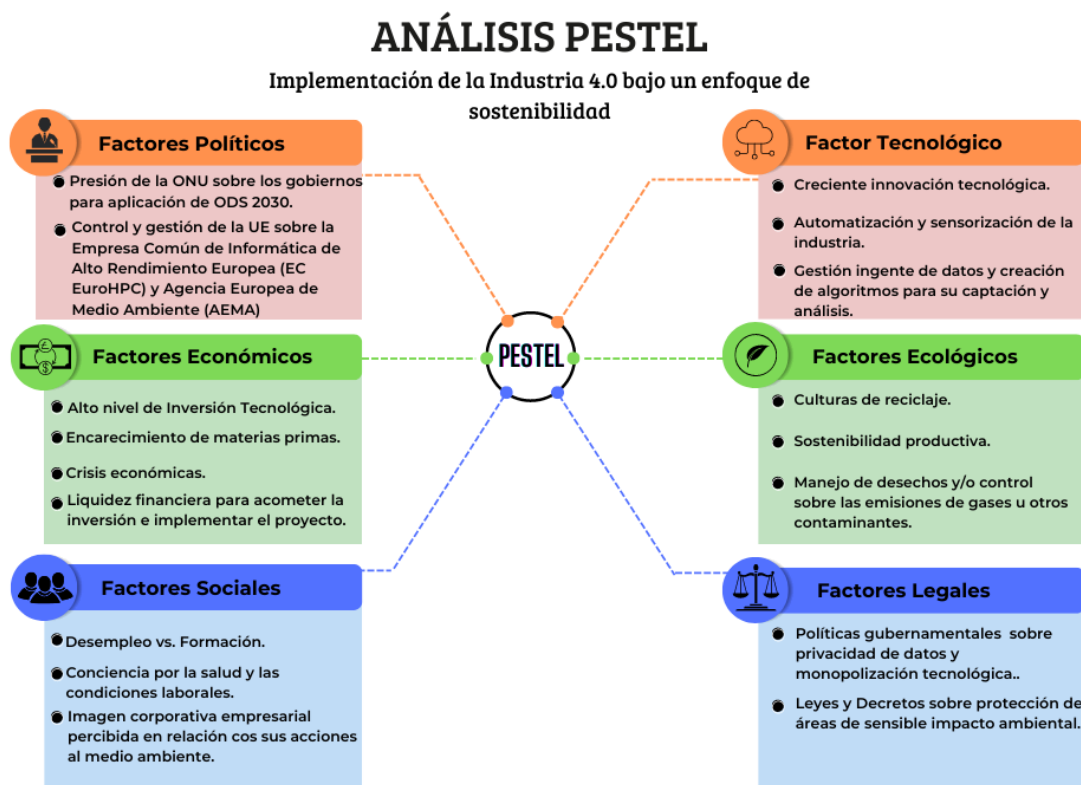 ANÁLISIS PESTEL
Implementación de la Industria 4.0 bajo un enfoque de
sostenibilidad
Factores Políticos
Presión de la ONU sobre los gobiernos
para aplicación de ODS 2030.
Control y gestión de la UE sobre la
Empresa Común de Informática de
Alto Rendimiento Europea (EC
EuroHPC) y Agencia Europea de
Medio Ambiente (AEMA)
Factores Económicos
Alto nivel de Inversión Tecnológica.
Encarecimiento de materias primas.
Crisis económicas.
Liquidez financiera para acometer la
inversión e implementar el proyecto.
Factores Sociales
Desempleo vs. Formación.
Conciencia por la salud y las
condiciones laborales.
Imagen corporativa empresarial
percibida en relación cos sus acciones
al medio ambiente.
PESTEL
Factor Tecnológico
Creciente innovación tecnológica.
Automatización y sensorización de la
industria.
Gestión ingente de datos y creación
de algoritmos para su captación y
análisis.
Factores Ecológicos
Culturas de reciclaje.
Sostenibilidad productiva.
Manejo de desechos y/o control
sobre las emisiones de gases u otros
contaminantes.
Factores Legales
Políticas gubernamentales sobre
privacidad de datos y
monopolización tecnológica..
Leyes y Decretos sobre protección de
áreas de sensible impacto ambiental.